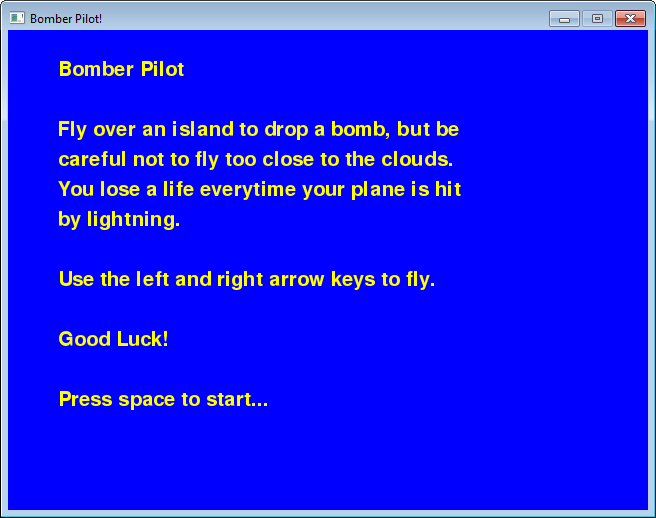 Bomber Pilot!
Bomber Pilot
Fly over an island to drop a bomb, but be
careful not to fly too close to the clouds.
You lose a life everytime your plane is hit
by lightning.
Use the left and right arrow keys to fly.
Good Luck!
Press space to start...